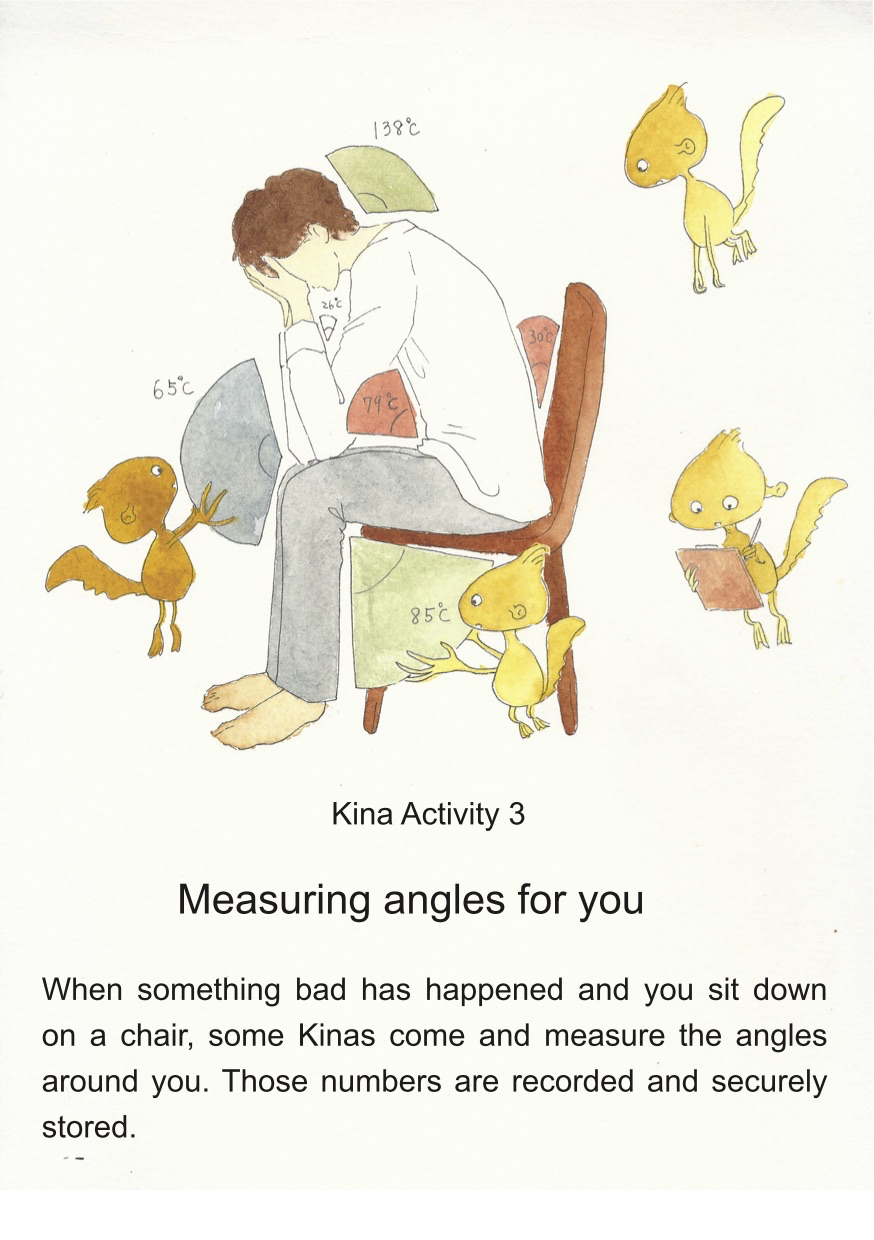 138°C
26°C
30°C
65°C
79°C
85°C
Kina Activity 3
Measuring angles for you
When something bad has happened and you sit down
on a chair, some Kinas come and measure the angles
around you. Those numbers are recorded and securely
stored.